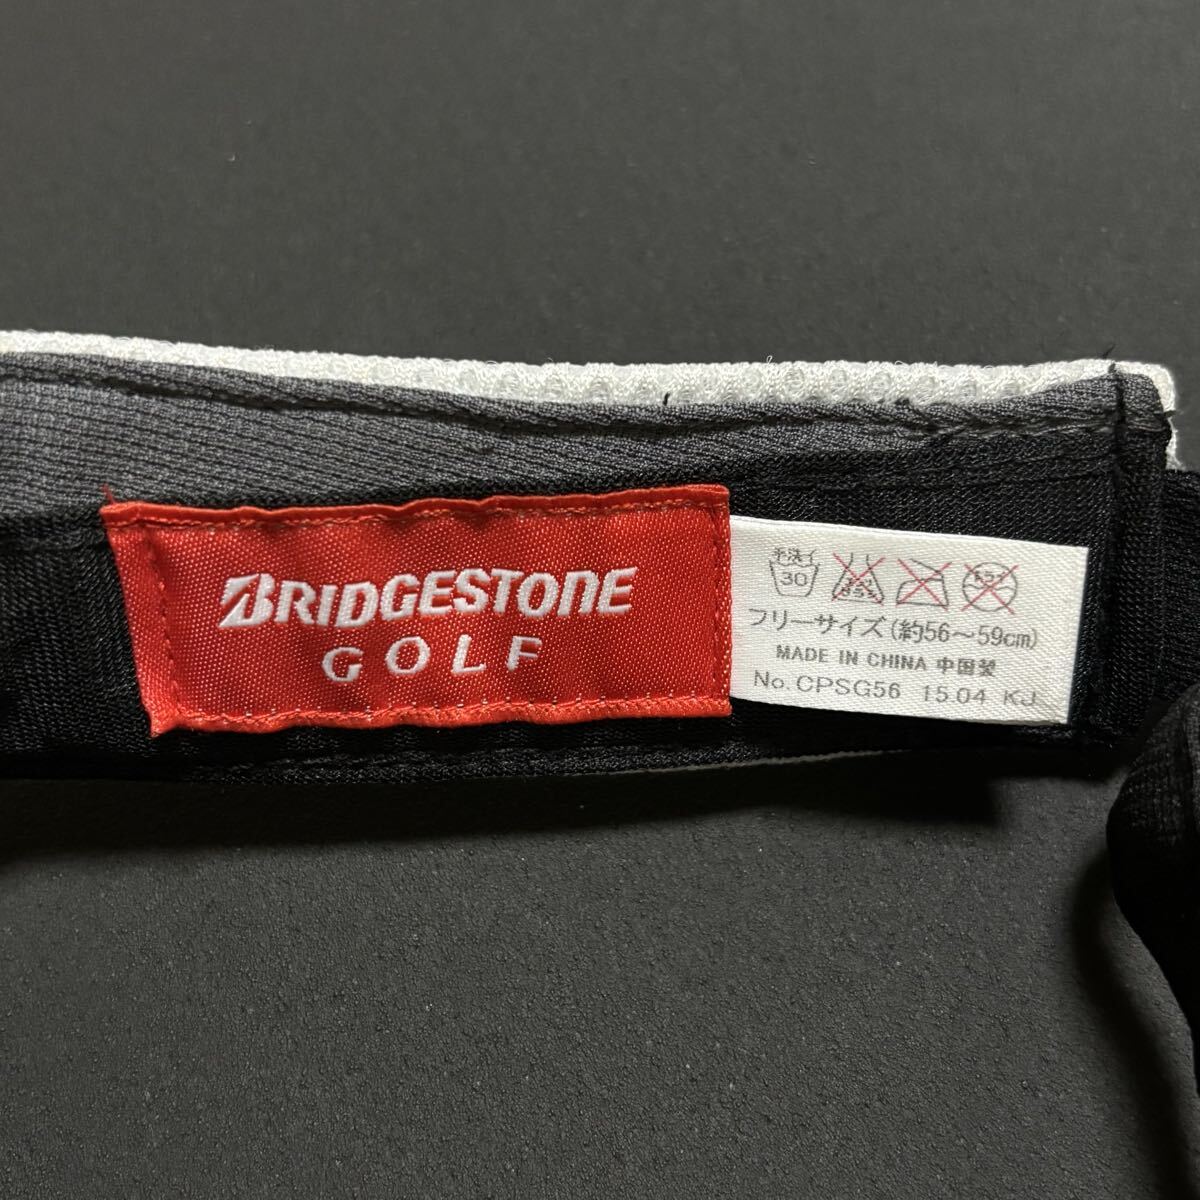 BRIDGESTONE
GOLF
手洗イ
30
フリーサイズ(約56～59cm)
MADE IN CHINA 中国製
No.CPSG56 15.04 KJ